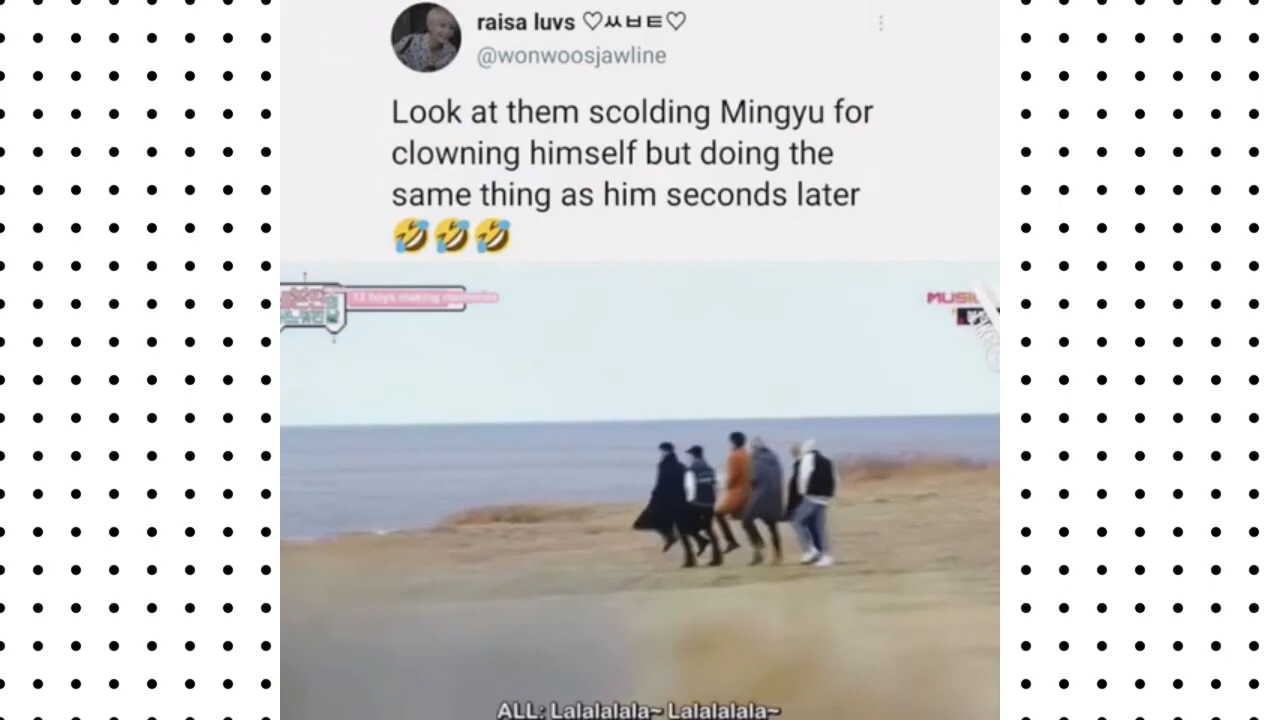 raisa luvs ♡ㅆㅂㅌ♡
@wonwoosjawline
Look at them scolding Mingyu for
clowning himself but doing the
same thing as him seconds later
🤣🤣🤣
13 boys making memories
ALL: Lalalalala~ Lalalalala~